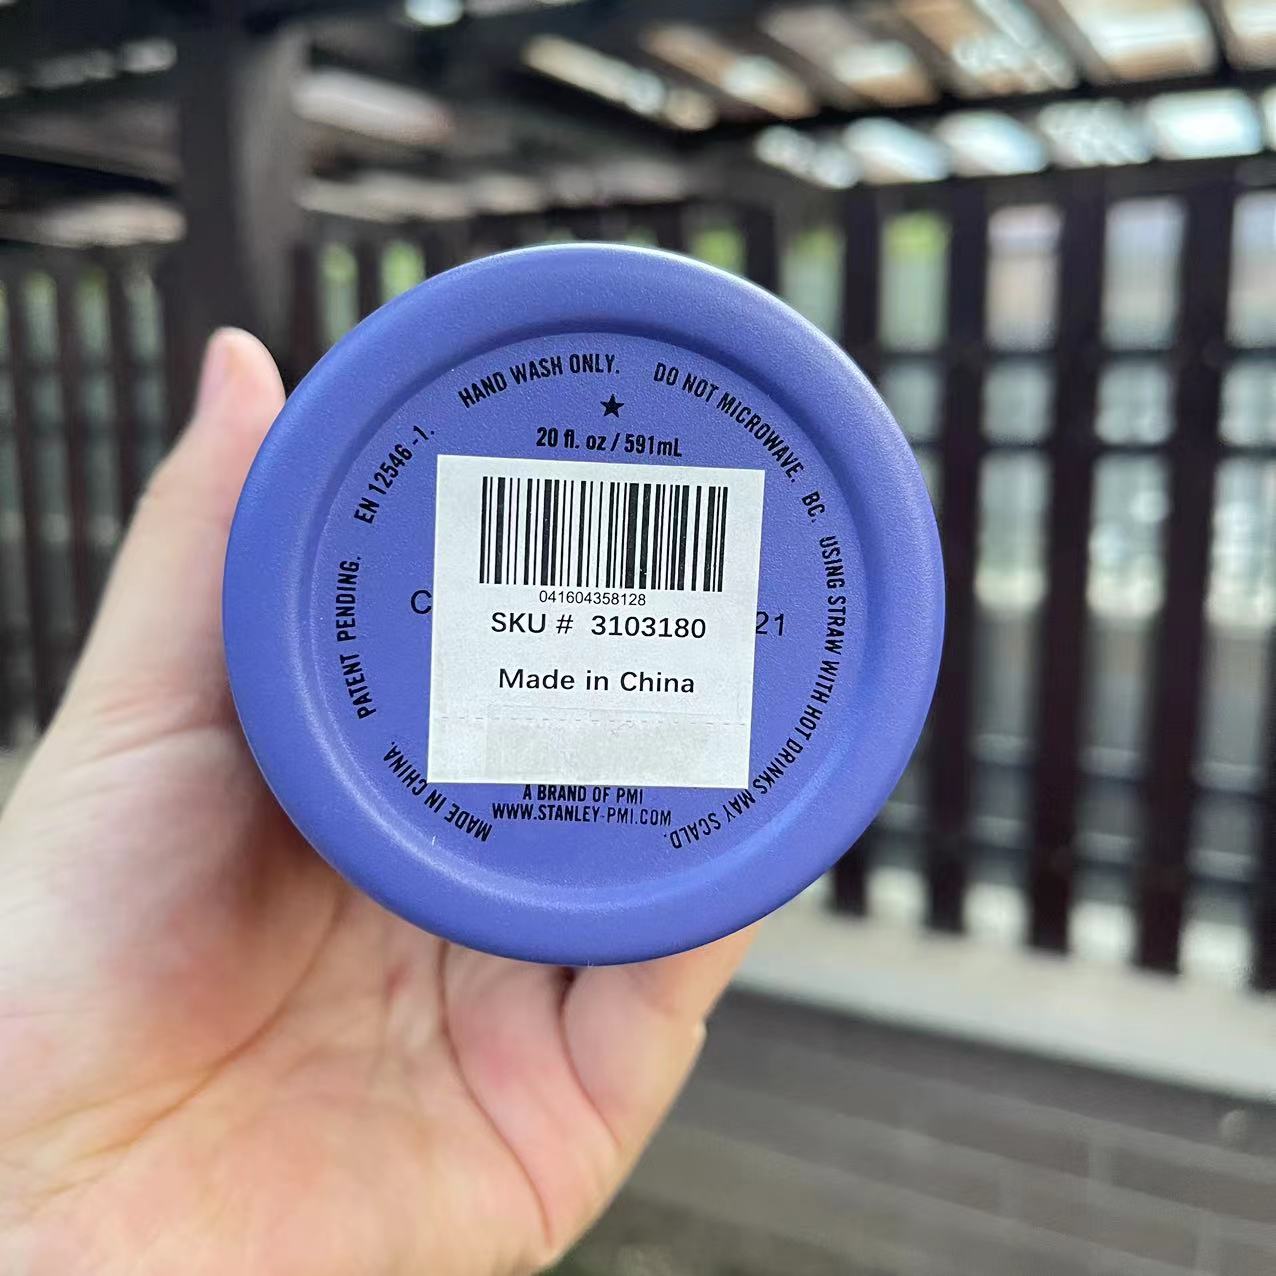 HAND WASH ONLY. DO NOT MICROWAVE. BC. USING STRAW WITH HOT DRINKS MAY SCALD.
MADE IN CHINA. PATENT PENDING. EN 12546 -1.
20 fl. oz / 591mL
041604358128
SKU # 3103180
C 21
Made in China
A BRAND OF PMI
WWW.STANLEY-PMI.COM